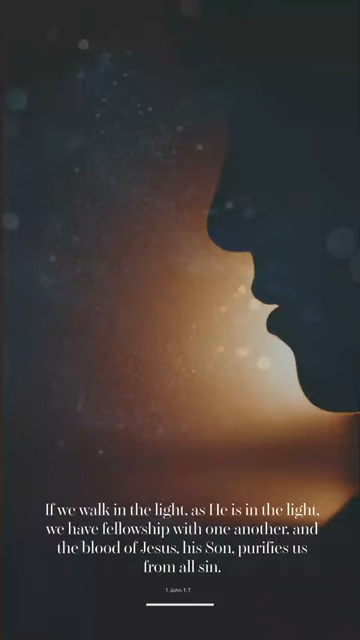 If we walk in the light, as He is in the light,
we have fellowship with one another, and
the blood of Jesus, his Son, purifies us
from all sin.
1 John 1:7